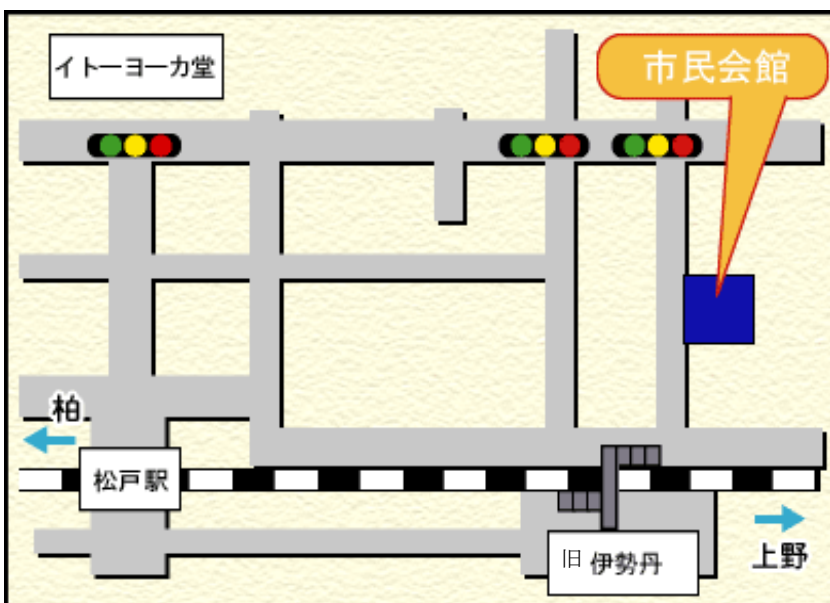 イトーヨーカ堂
市民会館
柏
松戸駅
上野
旧 伊勢丹